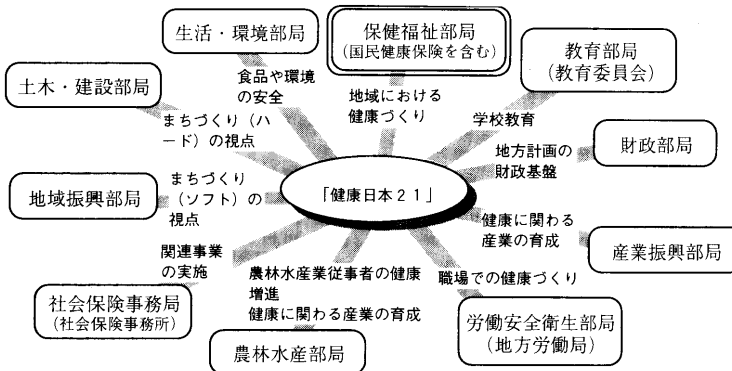 生活・環境部局
保健福祉部局
（国民健康保険を含む）
教育部局
（教育委員会）
土木・建設部局
食品や環境
の安全
地域における
健康づくり
学校教育
まちづくり（ハ
ード）の視点
地方計画の
財政基盤
財政部局
地域振興部局
まちづくり
（ソフト）の
視点
「健康日本２１」
健康に関わる
産業の育成
産業振興部局
関連事業
の実施
農林水産業従事者の健康
増進
健康に関わる産業の育成
職場での健康づくり
社会保険事務局
（社会保険事務所）
農林水産部局
労働安全衛生部局
（地方労働局）